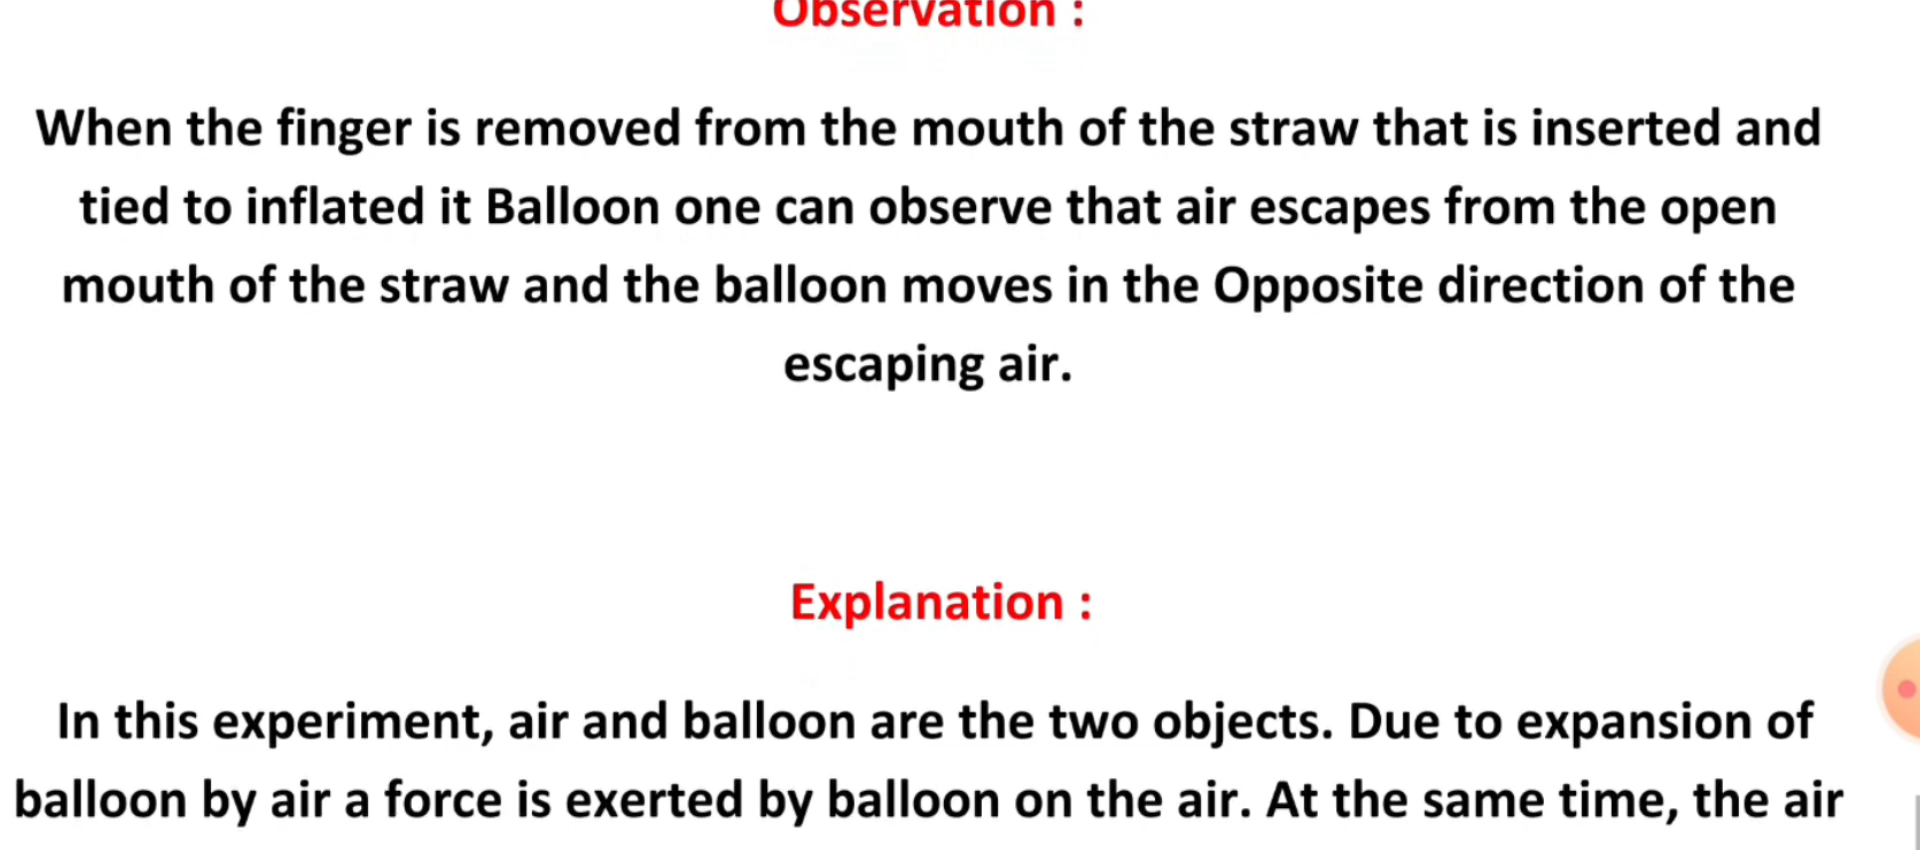 Observation :
When the finger is removed from the mouth of the straw that is inserted and
tied to inflated it Balloon one can observe that air escapes from the open
mouth of the straw and the balloon moves in the Opposite direction of the
escaping air.
Explanation :
In this experiment, air and balloon are the two objects. Due to expansion of
balloon by air a force is exerted by balloon on the air. At the same time, the air